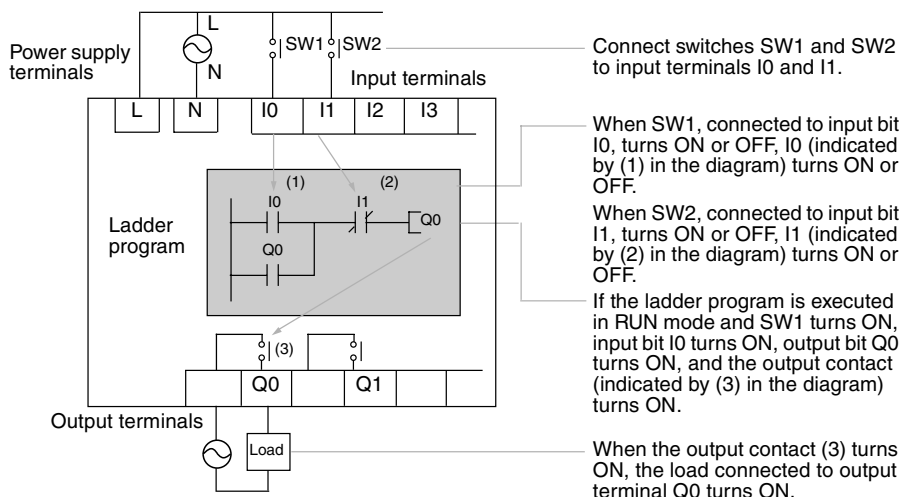 L
N
SW1
SW2
Power supply
terminals
Input terminals
Connect switches SW1 and SW2
to input terminals I0 and I1.
L
N
I0
I1
I2
I3
When SW1, connected to input bit
I0, turns ON or OFF, I0 (indicated
by (1) in the diagram) turns ON or
OFF.
When SW2, connected to input bit
I1, turns ON or OFF, I1 (indicated
by (2) in the diagram) turns ON or
OFF.
If the ladder program is executed
in RUN mode and SW1 turns ON,
input bit I0 turns ON, output bit Q0
turns ON, and the output contact
(indicated by (3) in the diagram)
turns ON.
Ladder
program
(1)
(2)
I0
I1
Q0
Q0
(3)
Q0
Q1
Output terminals
Load
When the output contact (3) turns
ON, the load connected to output
terminal Q0 turns ON.